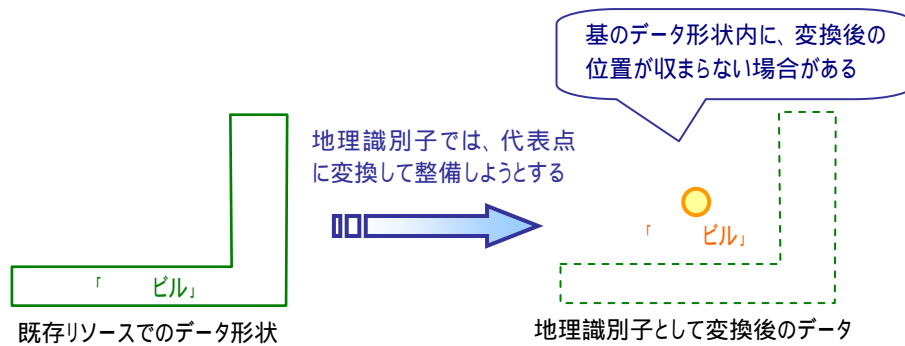 基のデータ形状内に、変換後の
位置が収まらない場合がある
地理識別子では、代表点
に変換して整備しようとする
「　　ビル」
「　　ビル」
既存リソースでのデータ形状
地理識別子として変換後のデータ